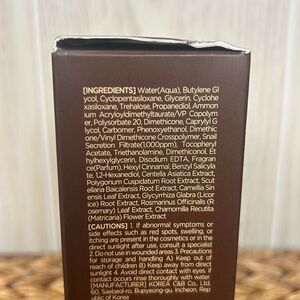 [INGREDIENTS] Water(Aqua), Butylene Gl
ycol, Cyclopentasiloxane, Glycerin, Cyclohe
xasiloxane, Trehalose, Propanediol, Ammon
ium Acryloyldimethyltaurate/VP Copolym
er, Polysorbate 20, Dimethicone, Caprylyl G
lycol, Carbomer, Phenoxyethanol, Dimethic
one/Vinyl Dimethicone Crosspolymer, Snail
Secretion Filtrate(1,000ppm), Tocopheryl
Acetate, Triethanolamine, Dimethiconol, Et
hylhexylglycerin, Disodium EDTA, Fragran
ce(Parfum), Hexyl Cinnamal, Benzyl Salicyla
te, 1,2-Hexanediol, Centella Asiatica Extract,
Polygonum Cuspidatum Root Extract, Scut
ellaria Baicalensis Root Extract, Camellia Sin
ensis Leaf Extract, Glycyrrhiza Glabra (Lico
rice) Root Extract, Rosmarinus Officinalis (R
osemary) Leaf Extract, Chamomilla Recutita
(Matricaria) Flower Extract
[CAUTIONS] 1. If abnormal symptoms or
side effects such as red spots, swelling, or
itching are present in the cosmetics or in the
direct sunlight after use, consult a specialist
2. Do not use in wounded areas 3. Precautions
for storage and handling A) Keep out of
reach of children B) Keep away from direct
sunlight 4. Avoid direct contact with eyes. If
contact occurs rinse thoroughly with water.
[MANUFACTURER] KOREA C&B CO., Ltd.
60, Saebeol-ro, Bupyeong-gu, Incheon, Rep
ublic of Korea